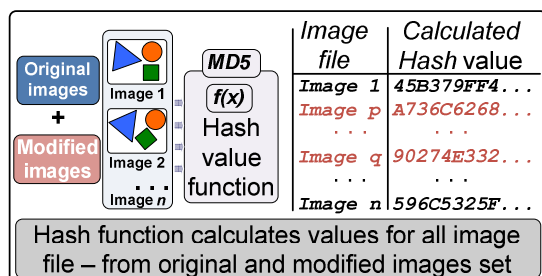 Original
images
+
Modified
images
Image 1
Image 2
...
Image n
MD5
f(x)
Hash
value
function
Image Calculated
file Hash value
Image 1 45B379FF4...
Image p A736C6268...
... ...
Image q 90274E332...
... ...
Image n 596C5325F...
Hash function calculates values for all image
file – from original and modified images set